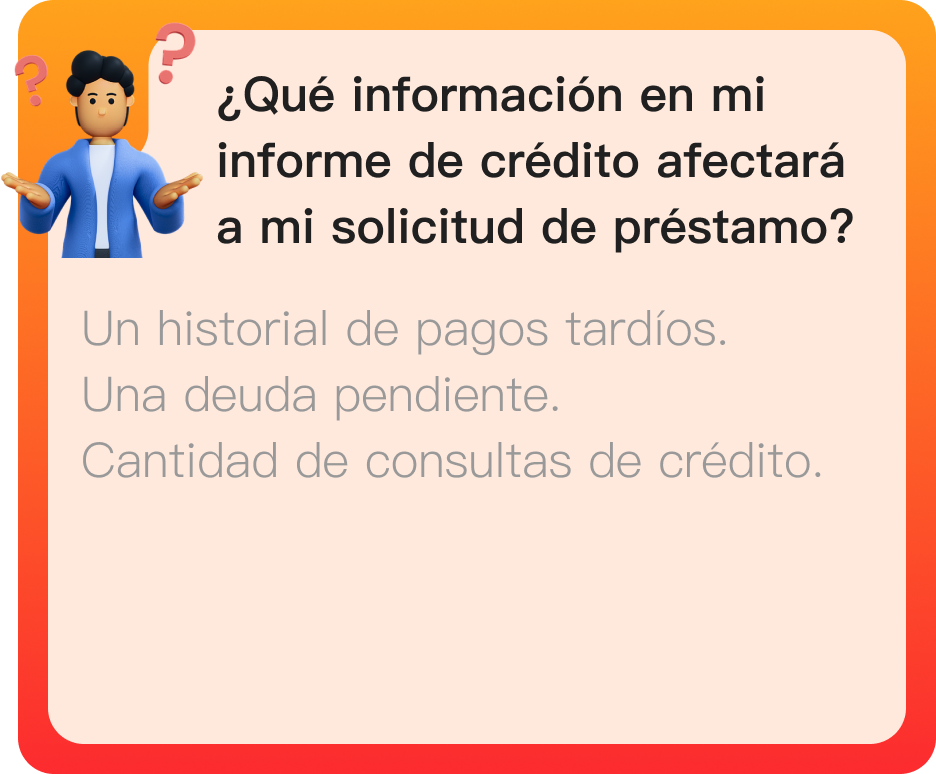 ¿Qué información en mi
informe de crédito afectará
a mi solicitud de préstamo?
Un historial de pagos tardíos.
Una deuda pendiente.
Cantidad de consultas de crédito.